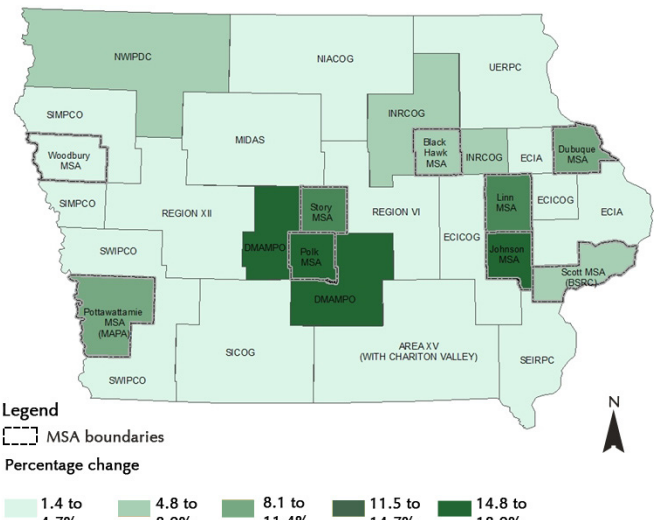 NWIPDC
NIACOG
UERPC
SIMPCO
INRCOG
MIDAS
Woodbury
MSA
Black
Hawk
MSA
INRCOG
ECIA
Dubuque
MSA
SIMPCO
REGION XII
Story
MSA
REGION VI
Linn
MSA
ECICOG
ECIA
SWIPCO
DMAMPO
Polk
MSA
ECICOG
Johnson
MSA
Scott MSA
(BSRC)
Pottawattamie
MSA
(MAPA)
DMAMPO
SICOG
AREA XV
(WITH CHARITON VALLEY)
SEIRPC
SWIPCO
Legend
MSA boundaries
N
Percentage change
1.4 to
4.8 to
8.1 to
11.5 to
14.8 to